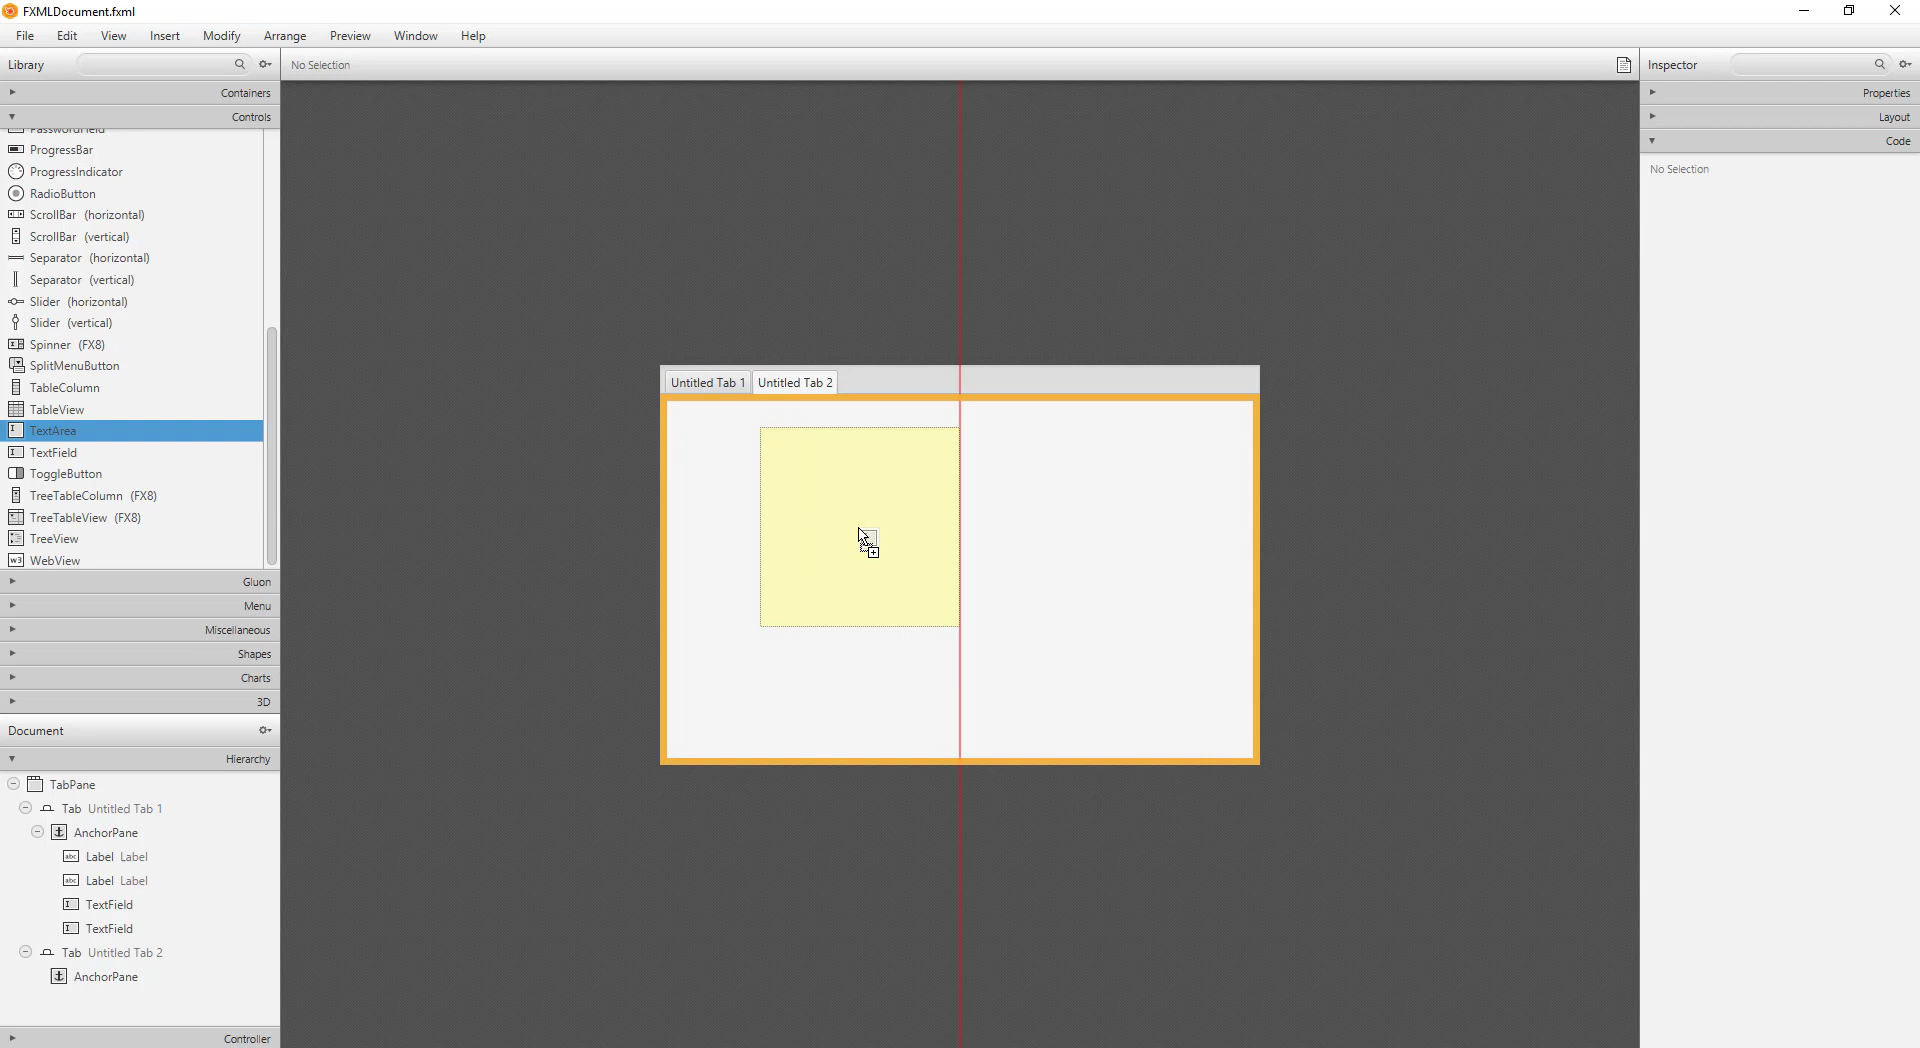 FXMLDocument.fxml
File Edit View Insert Modify Arrange Preview Window Help
Library
No Selection
Inspector
Containers
Controls
PasswordField
ProgressBar
ProgressIndicator
RadioButton
ScrollBar (horizontal)
ScrollBar (vertical)
Separator (horizontal)
Separator (vertical)
Slider (horizontal)
Slider (vertical)
Spinner (FX8)
SplitMenuButton
TableColumn
TableView
TextArea
TextField
ToggleButton
TreeTableColumn (FX8)
TreeTableView (FX8)
TreeView
WebView
Gluon
Menu
Miscellaneous
Shapes
Charts
3D
Document
Hierarchy
TabPane
Tab Untitled Tab 1
AnchorPane
Label Label
Label Label
TextField
TextField
Tab Untitled Tab 2
AnchorPane
Controller
Untitled Tab 1 Untitled Tab 2
Properties
Layout
Code
No Selection